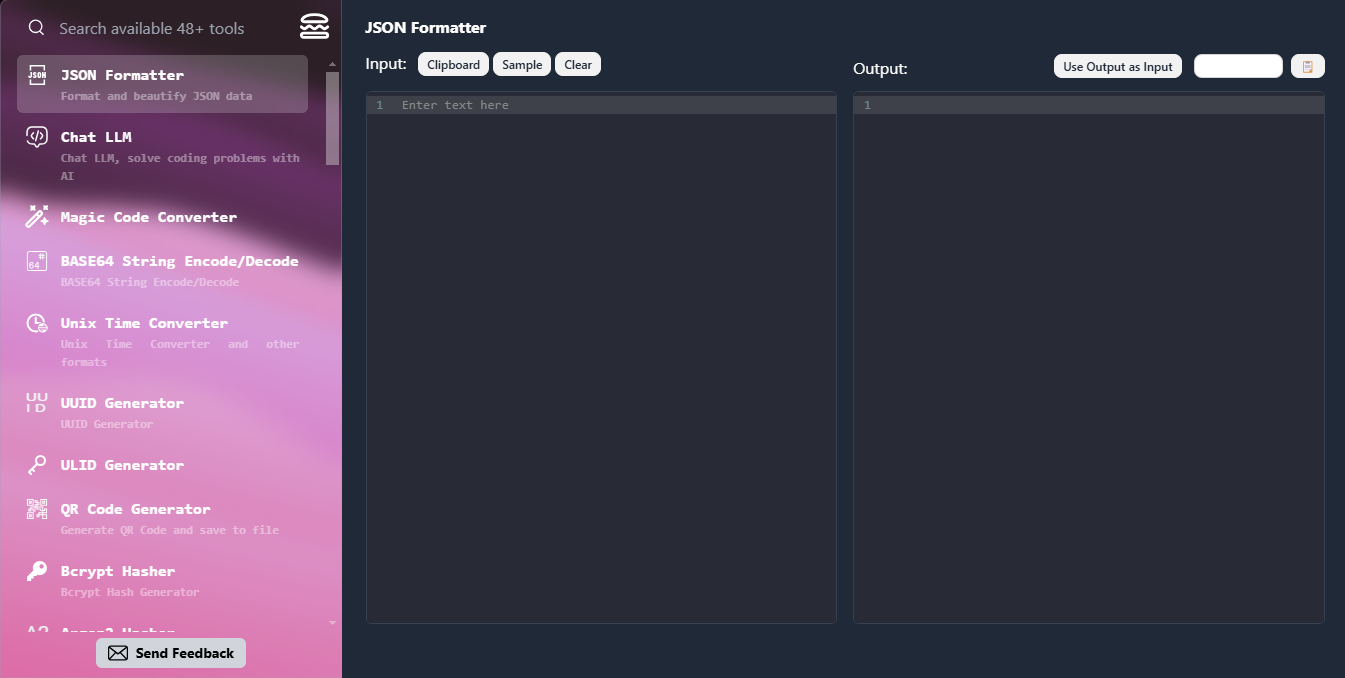 Search available 48+ tools
JSON
JSON Formatter
Format and beautify JSON data
Chat LLM
Chat LLM, solve coding problems with
AI
Magic Code Converter
64 #
BASE64 String Encode/Decode
BASE64 String Encode/Decode
Unix Time Converter
Unix Time Converter and other
formats
UU
ID
UUID Generator
UUID Generator
ULID Generator
QR Code Generator
Generate QR Code and save to file
Bcrypt Hasher
Bcrypt Hash Generator
Send Feedback
JSON Formatter
Input: Clipboard Sample Clear
1 Enter text here
Output: Use Output as Input
1